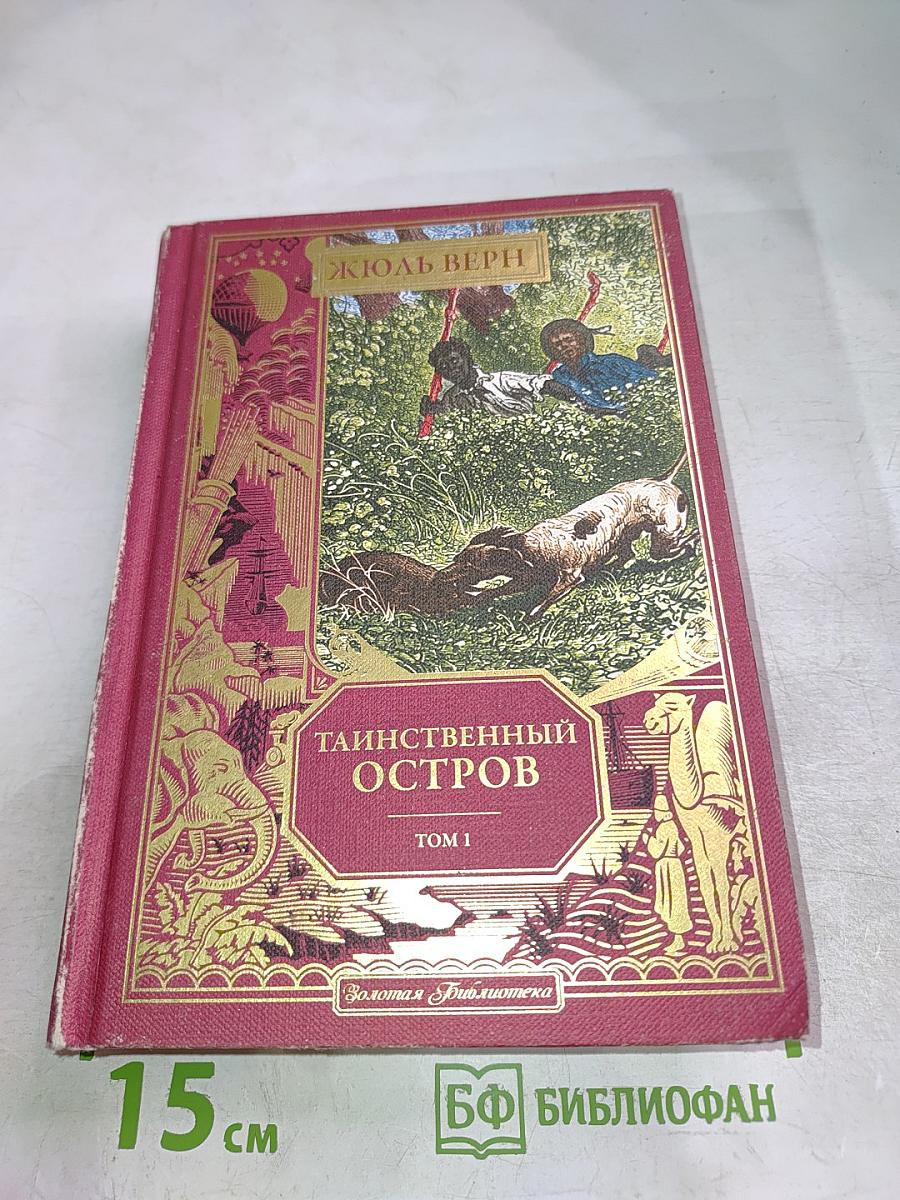 ЖЮЛЬ ВЕРН
ТАИНСТВЕННЫЙ
ОСТРОВ
ТОМ 1
Золотая Библиотека
15 см
БФ БИБЛИОФАН